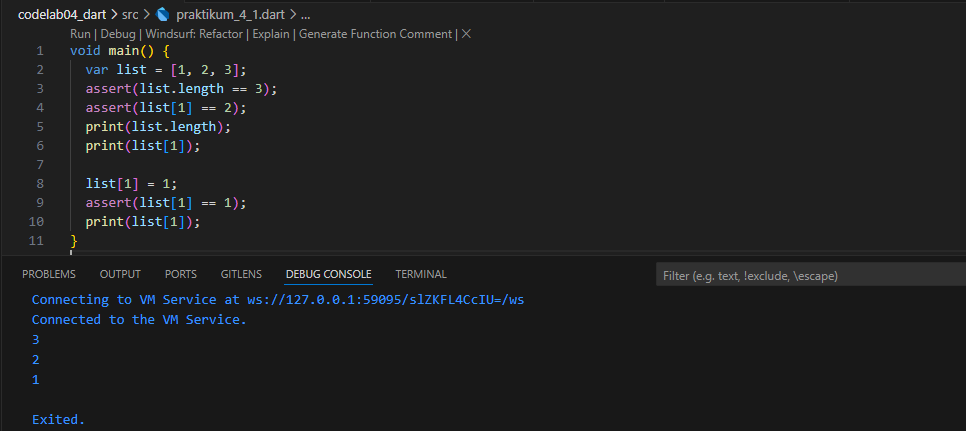 codelab04_dart > src > praktikum_4_1.dart > ...
Run | Debug | Windsurf: Refactor | Explain | Generate Function Comment | ×
1 void main() {
2   var list = [1, 2, 3];
3   assert(list.length == 3);
4   assert(list[1] == 2);
5   print(list.length);
6   print(list[1]);
7
8   list[1] = 1;
9   assert(list[1] == 1);
10   print(list[1]);
11 }
PROBLEMS OUTPUT PORTS GITLENS DEBUG CONSOLE TERMINAL Filter (e.g. text, !exclude, \escape)
Connecting to VM Service at ws://127.0.0.1:59095/slZKFL4CcIU=/ws
Connected to the VM Service.
3
2
1
Exited.